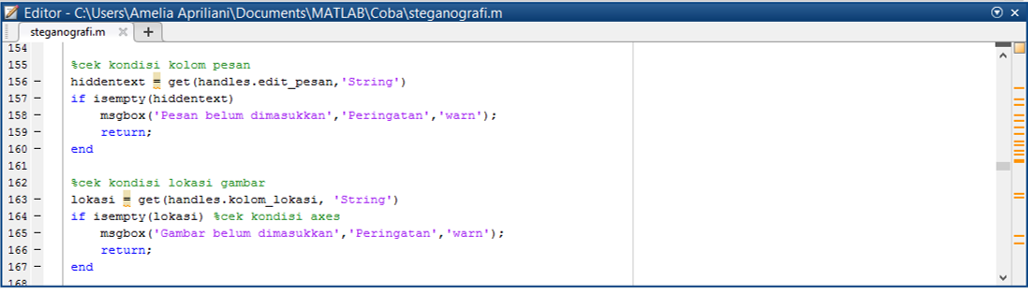 Editor - C:\Users\Amelia Apriliani\Documents\MATLAB\Coba\steganografi.m
steganografi.m
154
155 %cek kondisi kolom pesan
156 - hiddentext = get(handles.edit_pesan,'String')
157 - if isempty(hiddentext)
158 - msgbox('Pesan belum dimasukkan','Peringatan','warn');
159 - return;
160 - end
161
162 %cek kondisi lokasi gambar
163 - lokasi = get(handles.kolom_lokasi, 'String')
164 - if isempty(lokasi) %cek kondisi axes
165 - msgbox('Gambar belum dimasukkan','Peringatan','warn');
166 - return;
167 - end
168